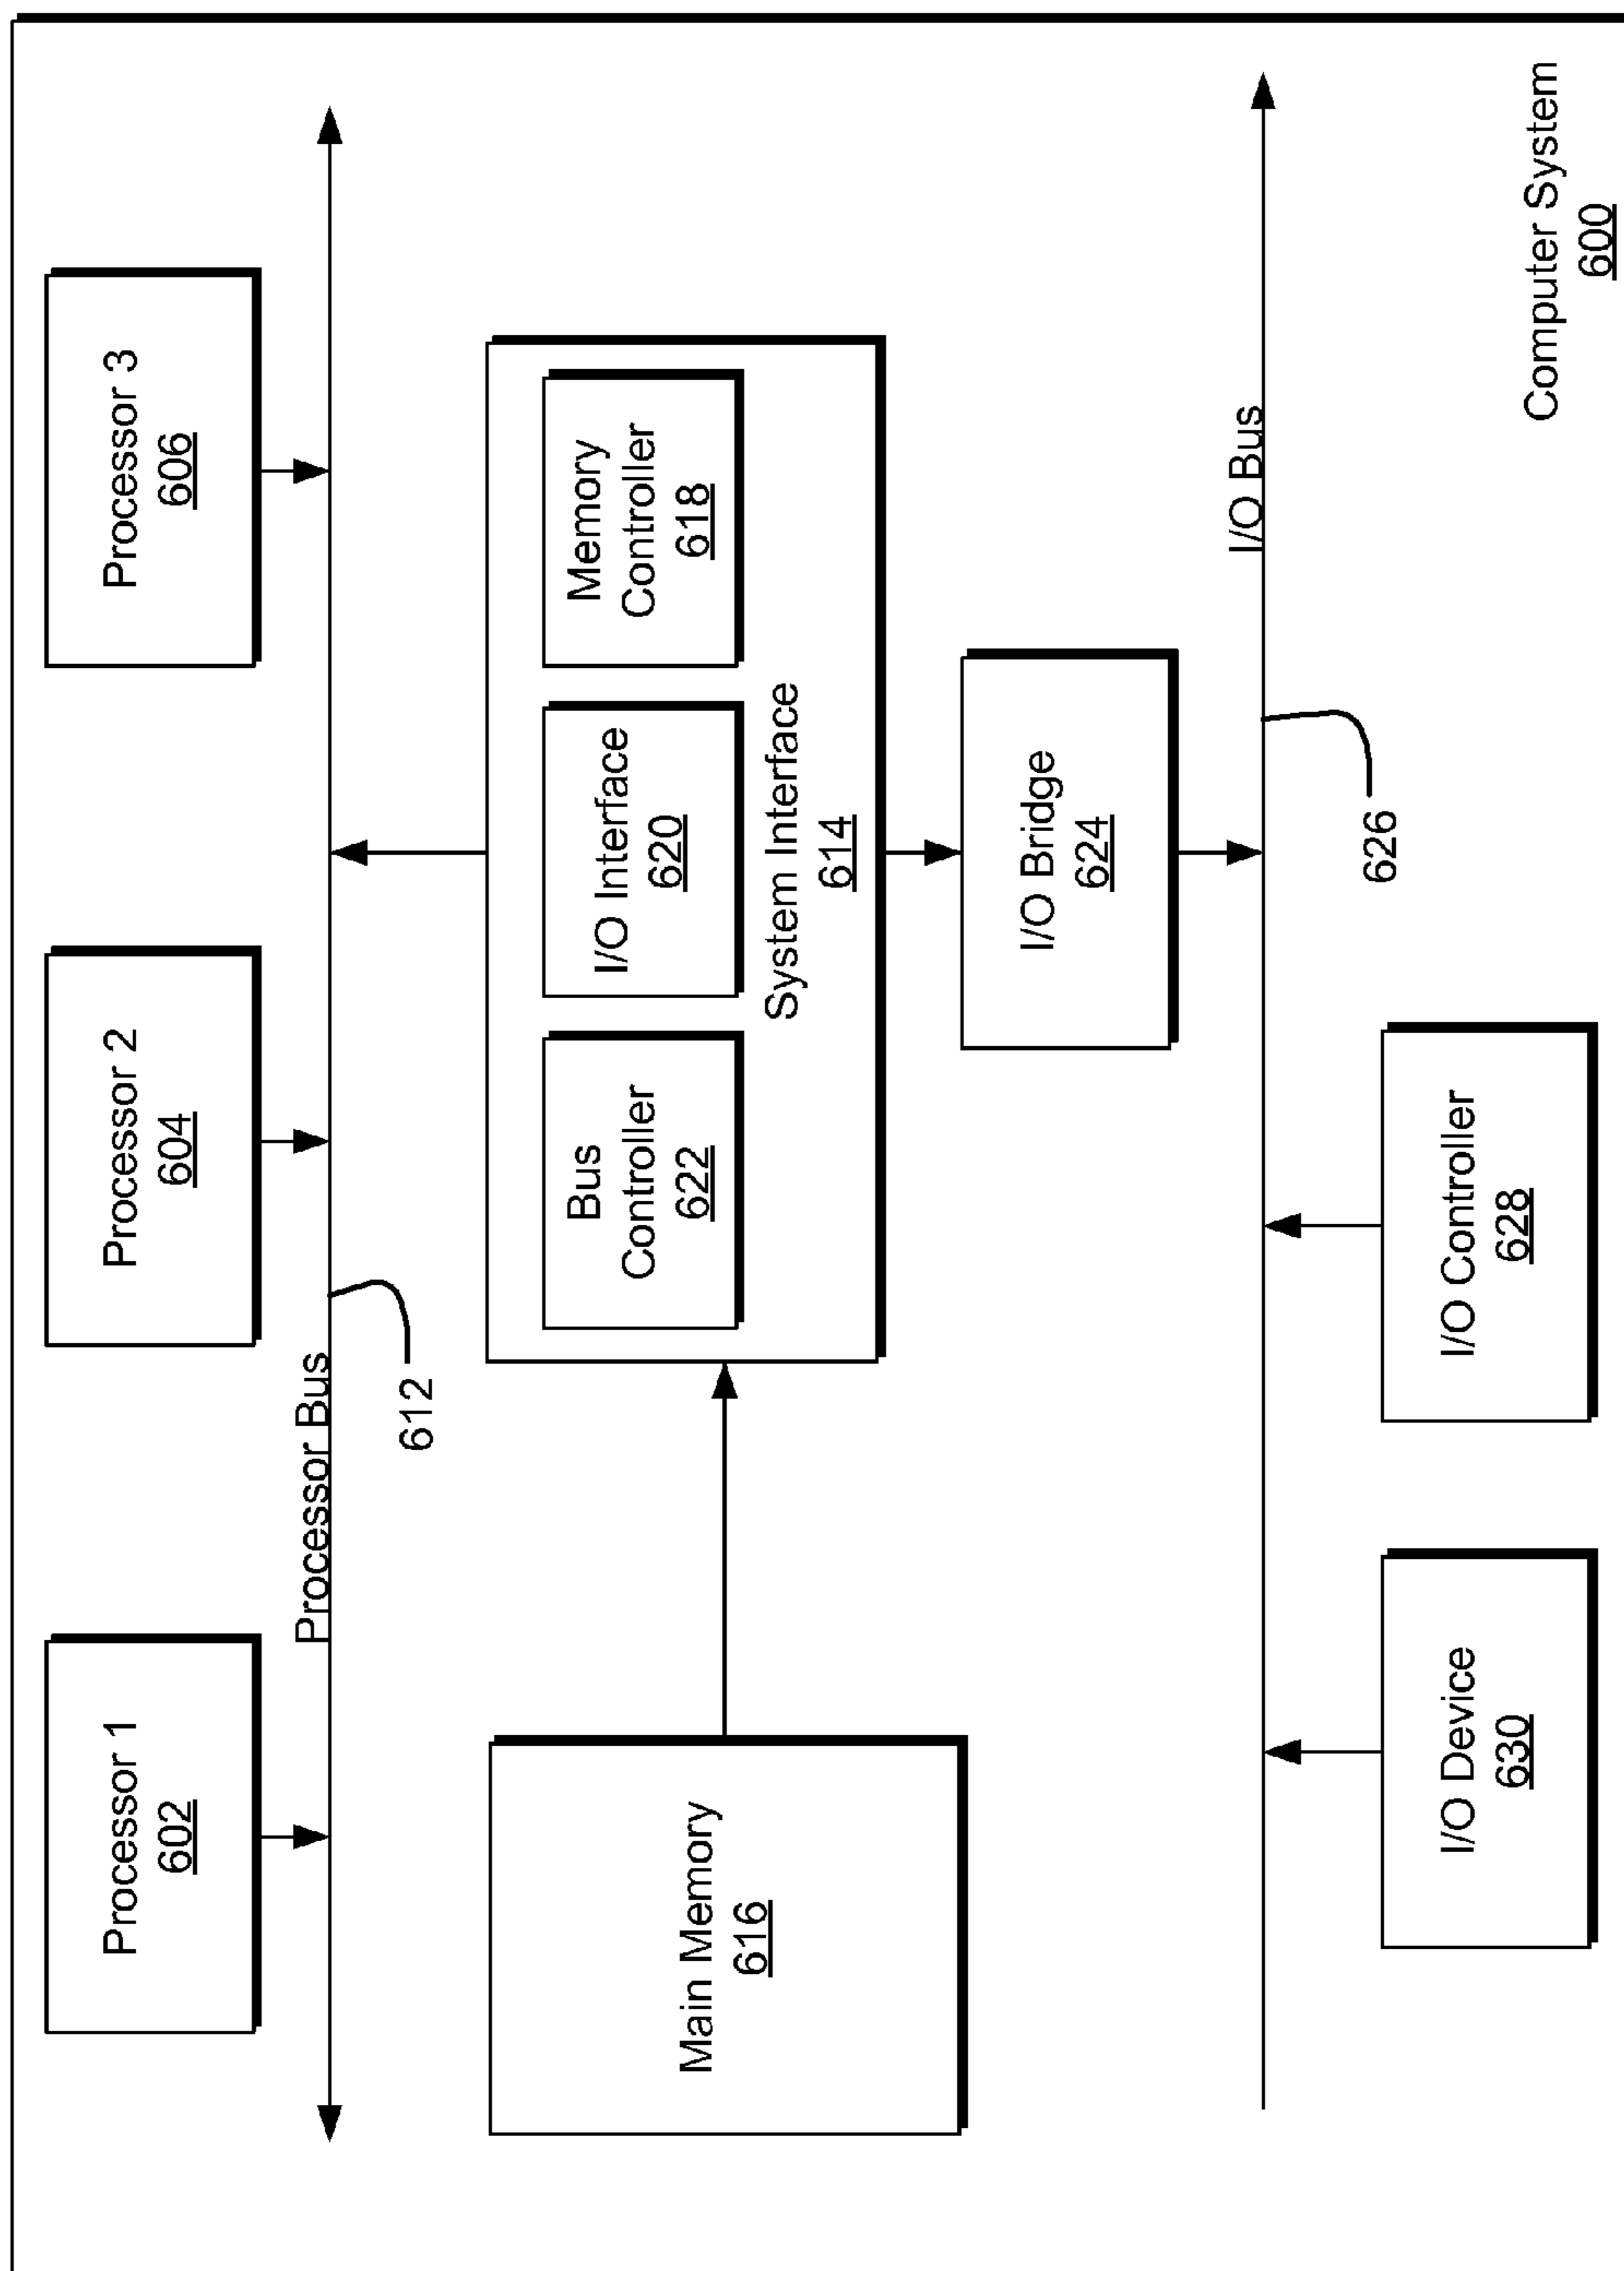 Processor 1
602
Processor 2
604
Processor 3
606
Processor Bus
612
Main Memory
616
Bus
Controller
622
I/O Interface
620
Memory
Controller
618
System Interface
614
I/O Bridge
624
I/O Bus
626
I/O Device
630
I/O Controller
628
Computer System
600